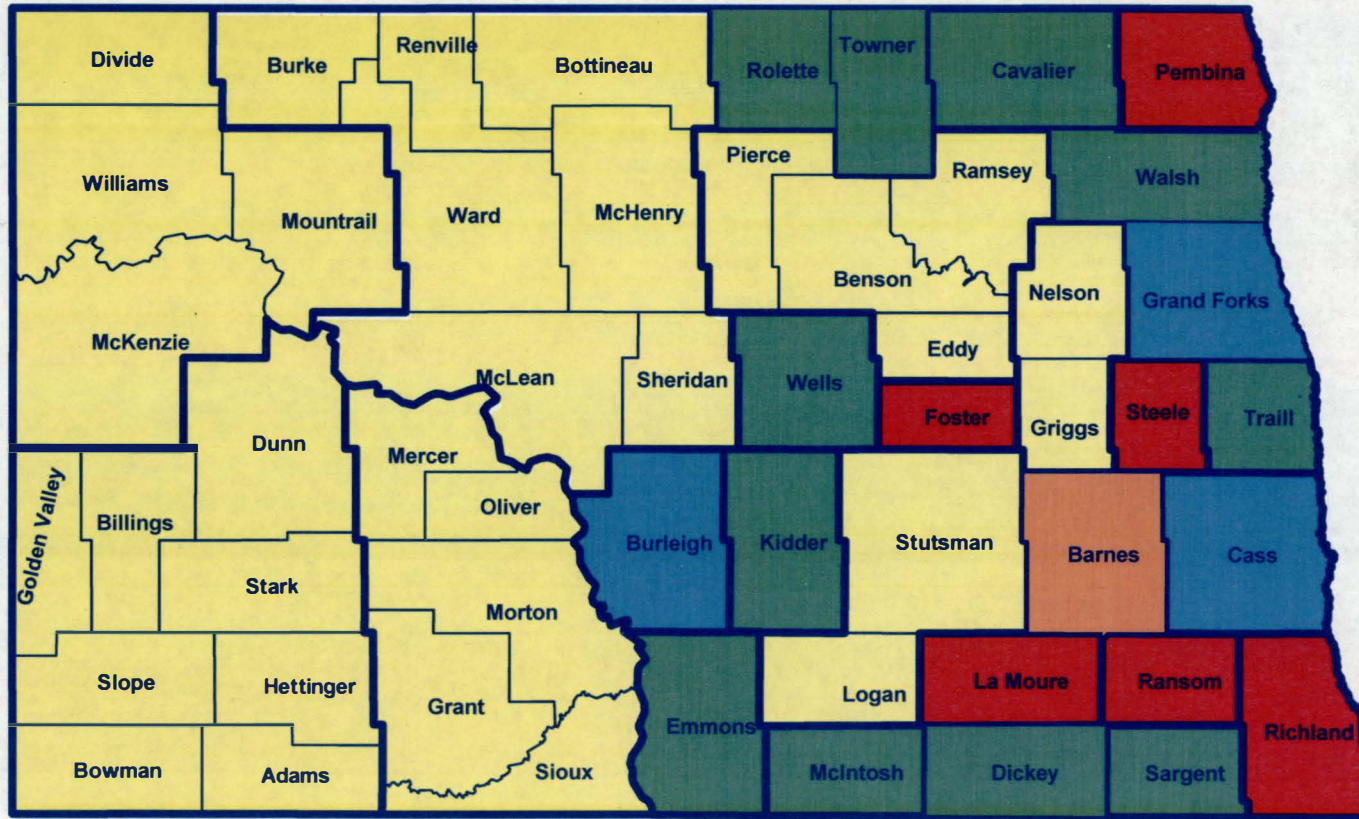 Divide
Burke
Renville
Bottineau
Rolette
Towner
Cavalier
Pembina
Williams
Mountrail
Ward
McHenry
Pierce
Ramsey
Walsh
Benson
Nelson
Grand Forks
McKenzie
McLean
Sheridan
Wells
Eddy
Foster
Griggs
Steele
Traill
Golden Valley
Billings
Dunn
Mercer
Oliver
Burleigh
Kidder
Stutsman
Barnes
Cass
Stark
Morton
Slope
Hettinger
Grant
Emmons
Logan
La Moure
Ransom
Richland
Bowman
Adams
Sioux
McIntosh
Dickey
Sargent